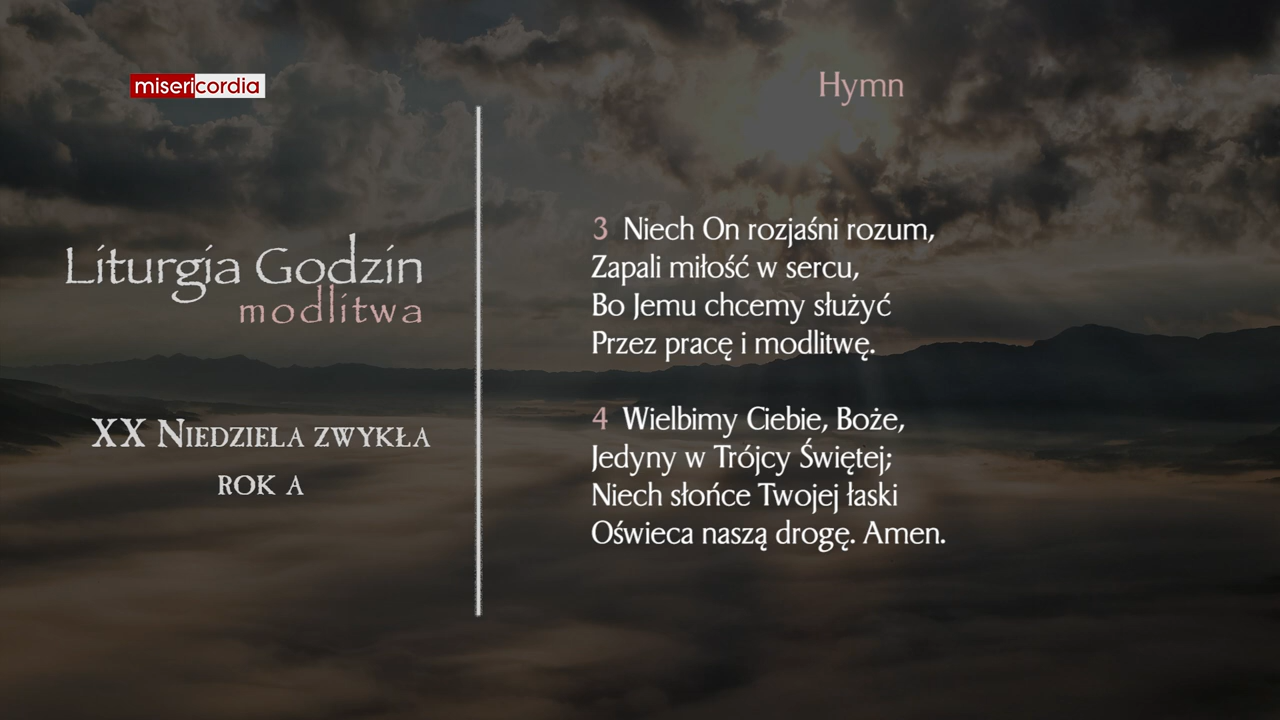 misericordia
Liturgia Godzin
modlitwa
XX Niedziela zwykła
rok A
Hymn
3 Niech On rozjaśni rozum,
Zapali miłość w sercu,
Bo Jemu chcemy służyć
Przez pracę i modlitwę.
4 Wielbimy Ciebie, Boże,
Jedyny w Trójcy Świętej;
Niech słońce Twojej łaski
Oświeca naszą drogę. Amen.